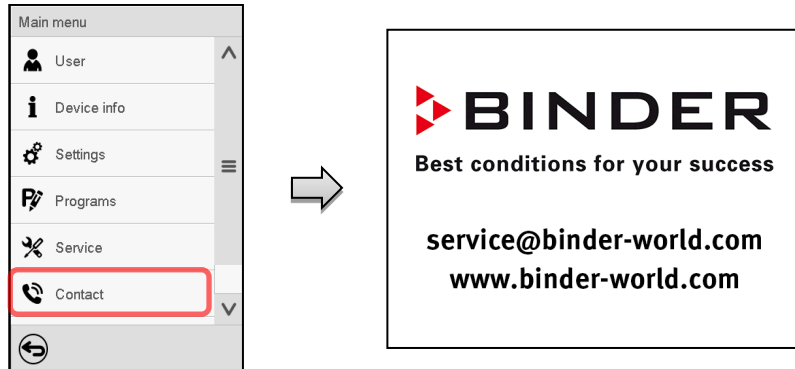 Main menu
User
Device info
Settings
Programs
Service
Contact
BINDER
Best conditions for your success
service@binder-world.com
www.binder-world.com